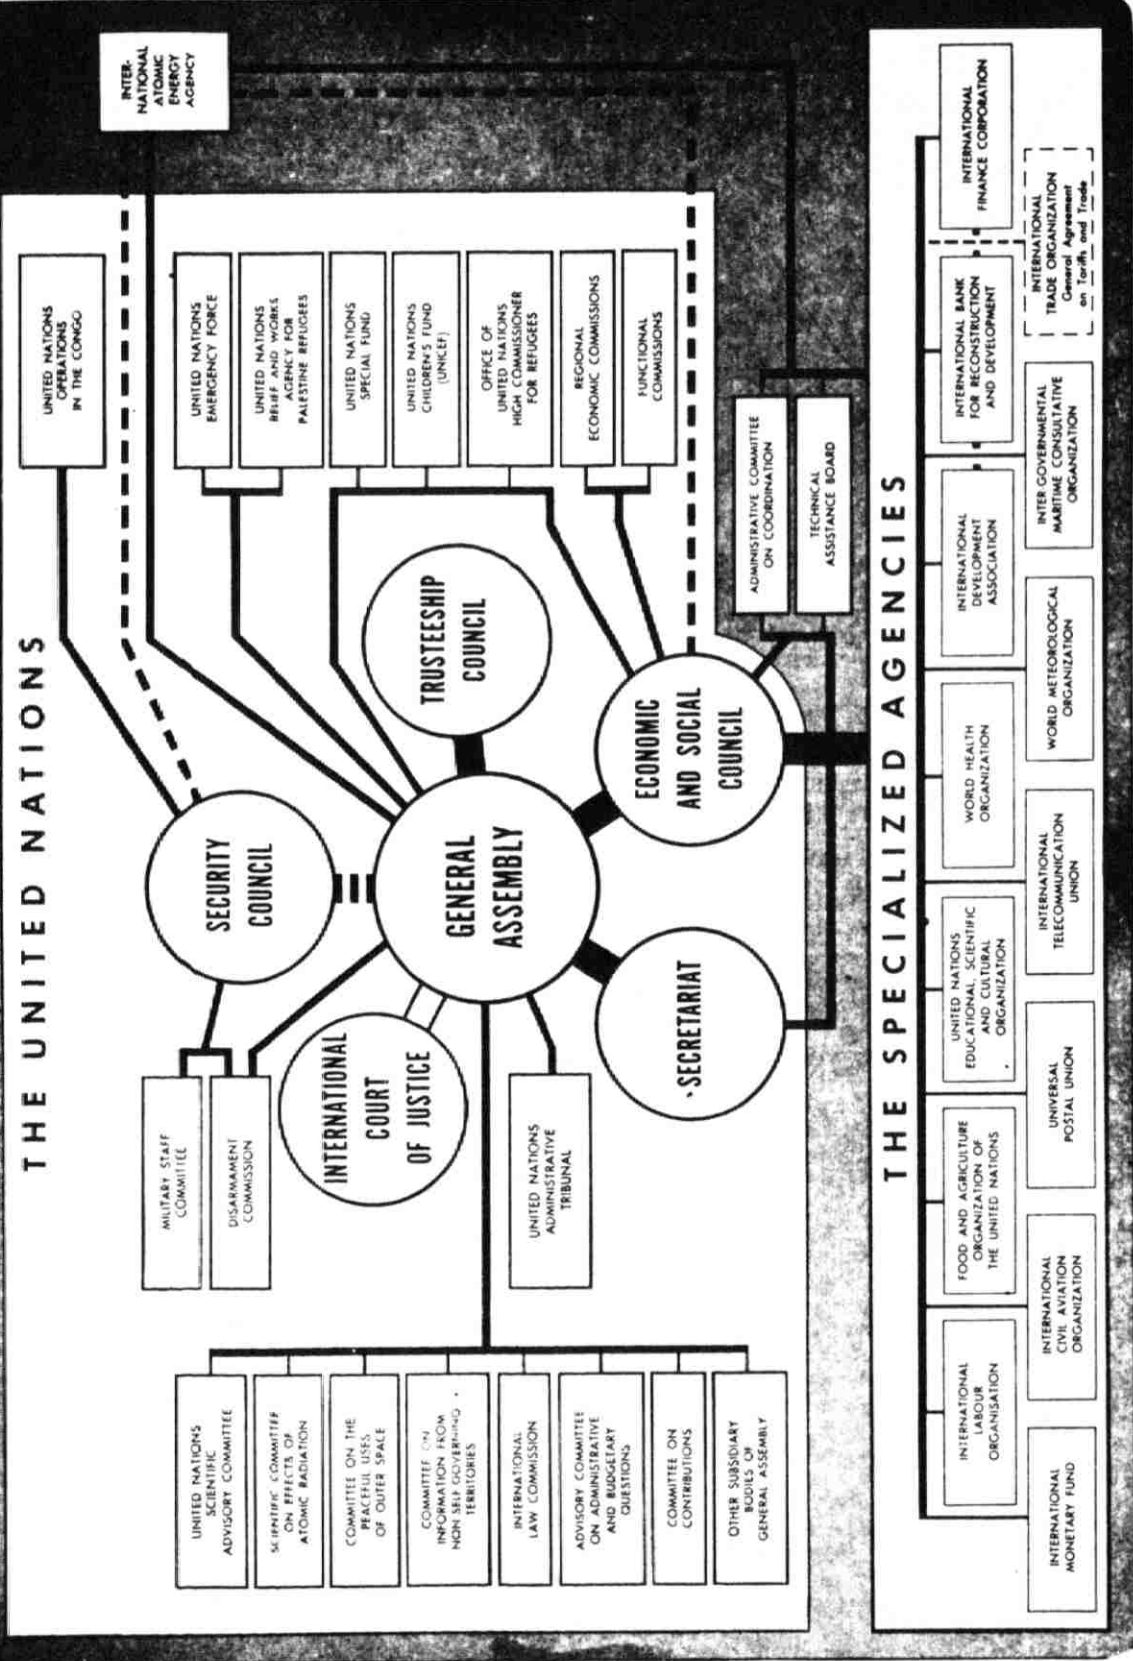 THE UNITED NATIONS
INTER-
NATIONAL
ATOMIC
ENERGY
AGENCY
UNITED NATIONS
OPERATIONS
IN THE CONGO
MILITARY STAFF
COMMITTEE
DISARMAMENT
COMMISSION
SECURITY
COUNCIL
UNITED NATIONS
EMERGENCY FORCE
UNITED NATIONS
RELIEF AND WORKS
AGENCY FOR
PALESTINE REFUGEES
UNITED NATIONS
SPECIAL FUND
UNITED NATIONS
CHILDREN'S FUND
(UNICEF)
OFFICE OF
UNITED NATIONS
HIGH COMMISSIONER
FOR REFUGEES
REGIONAL
ECONOMIC COMMISSIONS
FUNCTIONAL
COMMISSIONS
UNITED NATIONS
SCIENTIFIC
ADVISORY COMMITTEE
SCIENTIFIC COMMITTEE
ON EFFECTS OF
ATOMIC RADIATION
COMMITTEE ON THE
PEACEFUL USES
OF OUTER SPACE
COMMITTEE ON
INFORMATION FROM
NON SELF GOVERNING
TERRITORIES
INTERNATIONAL
LAW COMMISSION
ADVISORY COMMITTEE
ON ADMINISTRATIVE
AND BUDGETARY
QUESTIONS
COMMITTEE ON
CONTRIBUTIONS
OTHER SUBSIDIARY
BODIES OF
GENERAL ASSEMBLY
INTERNATIONAL
COURT
OF JUSTICE
GENERAL
ASSEMBLY
TRUSTEESHIP
COUNCIL
UNITED NATIONS
ADMINISTRATIVE
TRIBUNAL
SECRETARIAT
ECONOMIC
AND SOCIAL
COUNCIL
ADMINISTRATIVE COMMITTEE
ON COORDINATION
TECHNICAL
ASSISTANCE BOARD
THE SPECIALIZED AGENCIES
INTERNATIONAL
LABOUR
ORGANISATION
FOOD AND AGRICULTURE
ORGANIZATION OF
THE UNITED NATIONS
UNITED NATIONS
EDUCATIONAL, SCIENTIFIC
AND CULTURAL
ORGANIZATION
WORLD HEALTH
ORGANIZATION
INTERNATIONAL
DEVELOPMENT
ASSOCIATION
INTERNATIONAL BANK
FOR RECONSTRUCTION
AND DEVELOPMENT
INTERNATIONAL
FINANCE CORPORATION
INTERNATIONAL
MONETARY FUND
INTERNATIONAL
CIVIL AVIATION
ORGANIZATION
UNIVERSAL
POSTAL UNION
INTERNATIONAL
TELECOMMUNICATION
UNION
WORLD METEOROLOGICAL
ORGANIZATION
INTER-GOVERNMENTAL
MARITIME CONSULTATIVE
ORGANIZATION
INTERNATIONAL
TRADE ORGANIZATION
General Agreement
on Tariffs and Trade